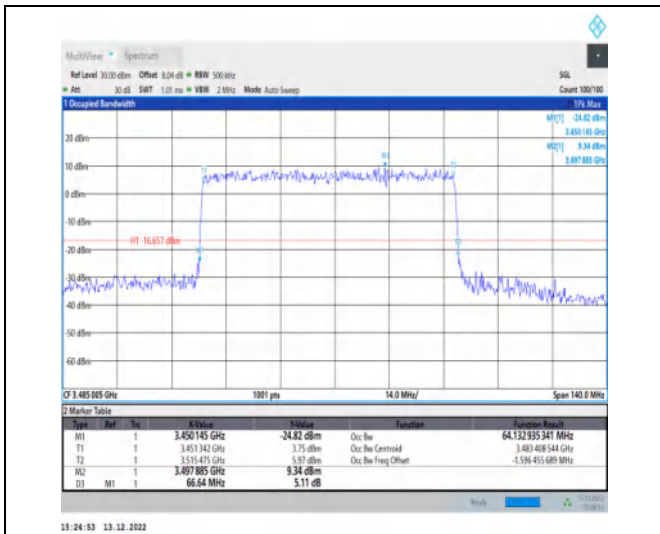 MultiView Spectrum
Ref Level 30.00 dBm Offset 8.04 dB RBW 500 kHz SGL
Att 30 dB SWT 1.01 ms VBW 2 MHz Mode Auto Sweep Count 100/100
1 Occupied Bandwidth 1Pk Max
M1[1] -24.82 dBm
3.450 145 GHz
M2[1] 9.34 dBm
3.497 885 GHz
20 dBm
10 dBm
0 dBm
-10 dBm
H1 -16.657 dBm
-20 dBm
-30 dBm
-40 dBm
-50 dBm
-60 dBm
CF 3.485 005 GHz 1001 pts 14.0 MHz/ Span 140.0 MHz
2 Marker Table
Type Ref Trc X-Value Y-Value Function Function Result
M1 1 3.450 145 GHz -24.82 dBm Occ Bw 64.132 935 341 MHz
T1 1 3.451 342 GHz 3.75 dBm Occ Bw Centroid 3.483 408 544 GHz
T2 1 3.515 475 GHz 5.97 dBm Occ Bw Freq Offset -1.596 455 689 MHz
M2 1 3.497 885 GHz 9.34 dBm
D3 M1 1 66.64 MHz 5.11 dB
Ready
15:24:53 13.12.2022